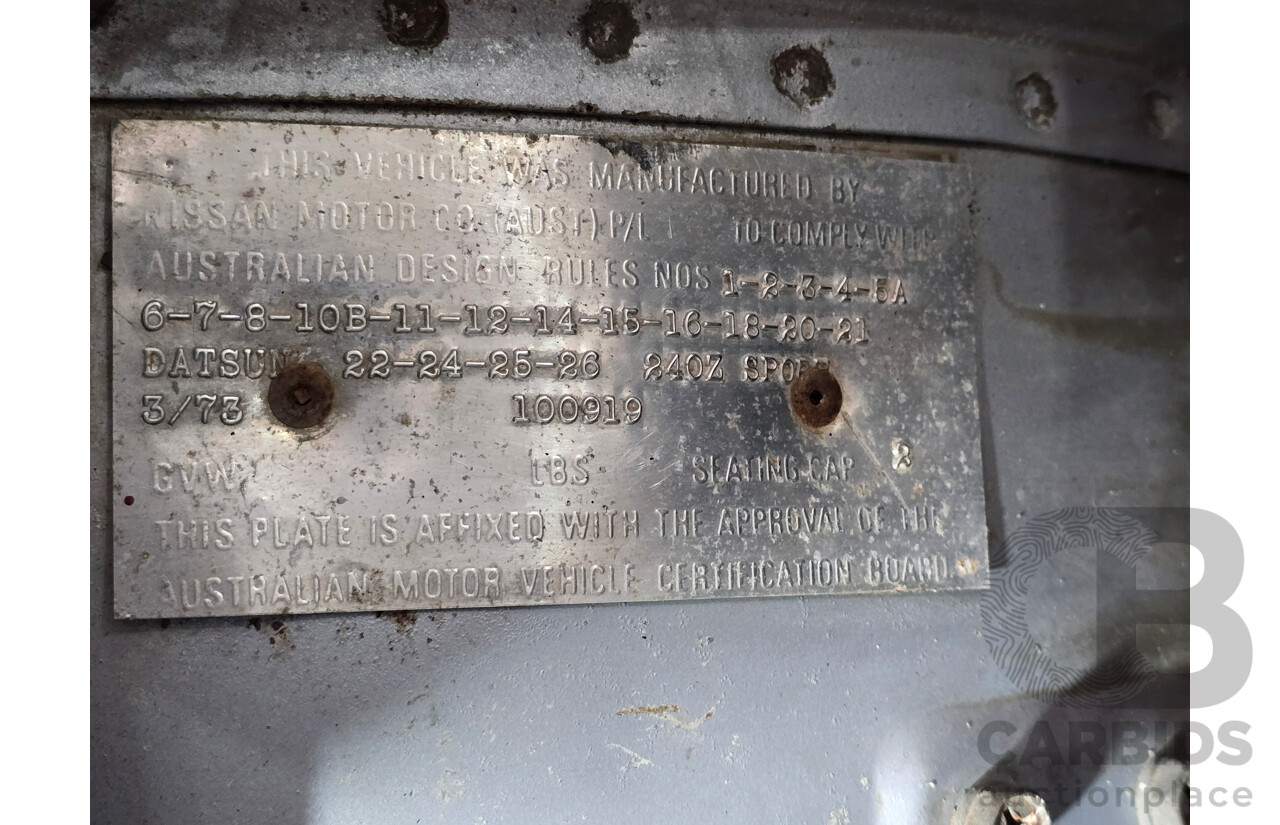 THIS VEHICLE WAS MANUFACTURED BY
NISSAN MOTOR CO. (AUST) P/L TO COMPLY WITH
AUSTRALIAN DESIGN RULES NOS 1-2-3-4-5A
6-7-8-10B-11-12-14-15-16-18-20-21
DATSUN 22-24-25-26 240Z SPORT
3/73 100919
GVW LBS SEATING CAP 2
THIS PLATE IS AFFIXED WITH THE APPROVAL OF THE
AUSTRALIAN MOTOR VEHICLE CERTIFICATION BOARD
CB
CARBIDS
auctionplace